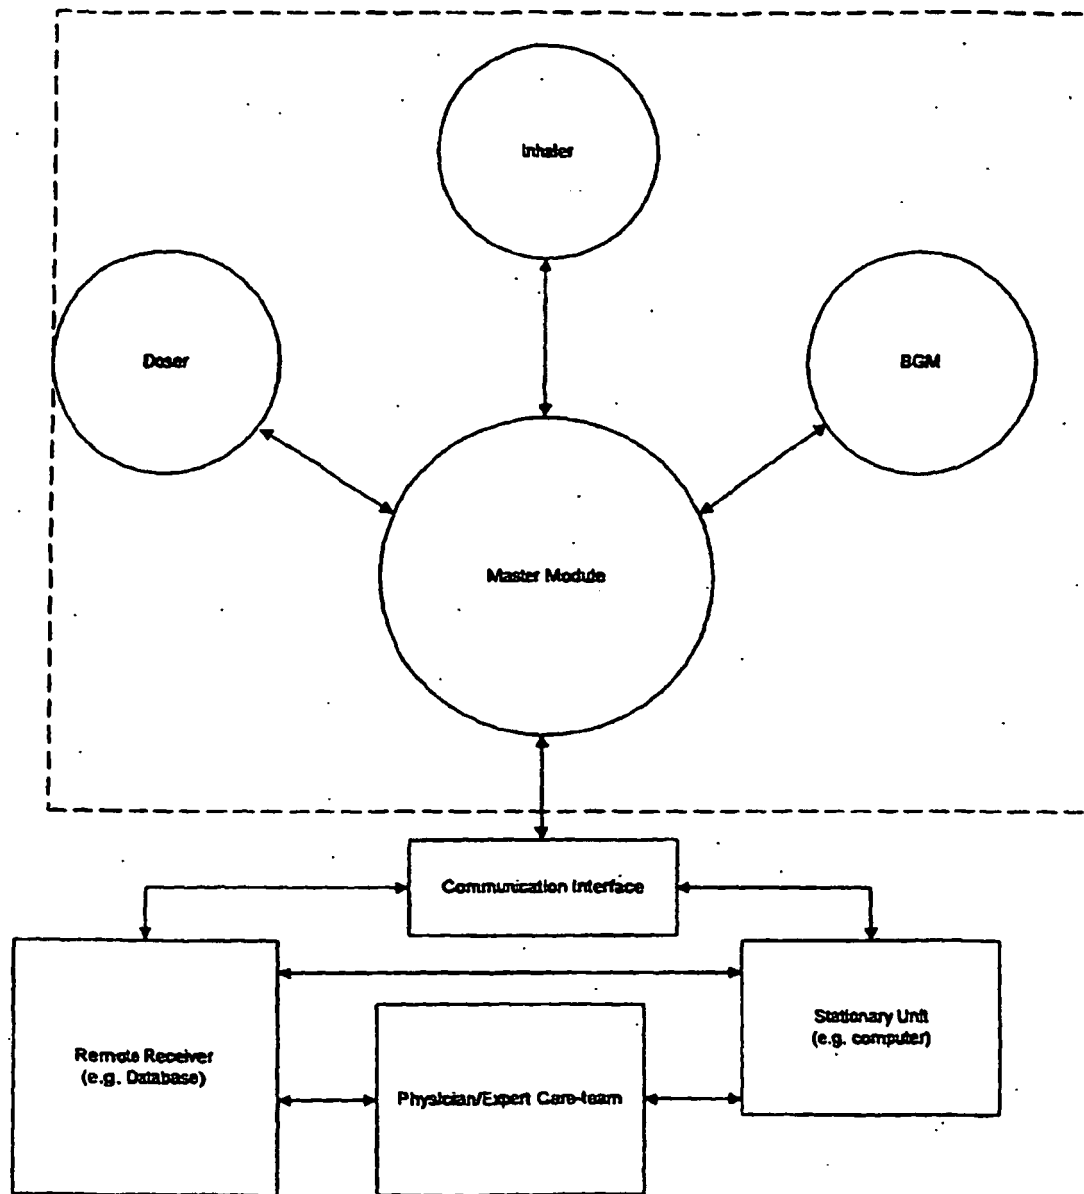 Inhaler
Doser
BGM
Master Module
Communication Interface
Stationary Unit
(e.g. computer)
Remote Receiver
(e.g. Database)
Physician/Expert Care-team